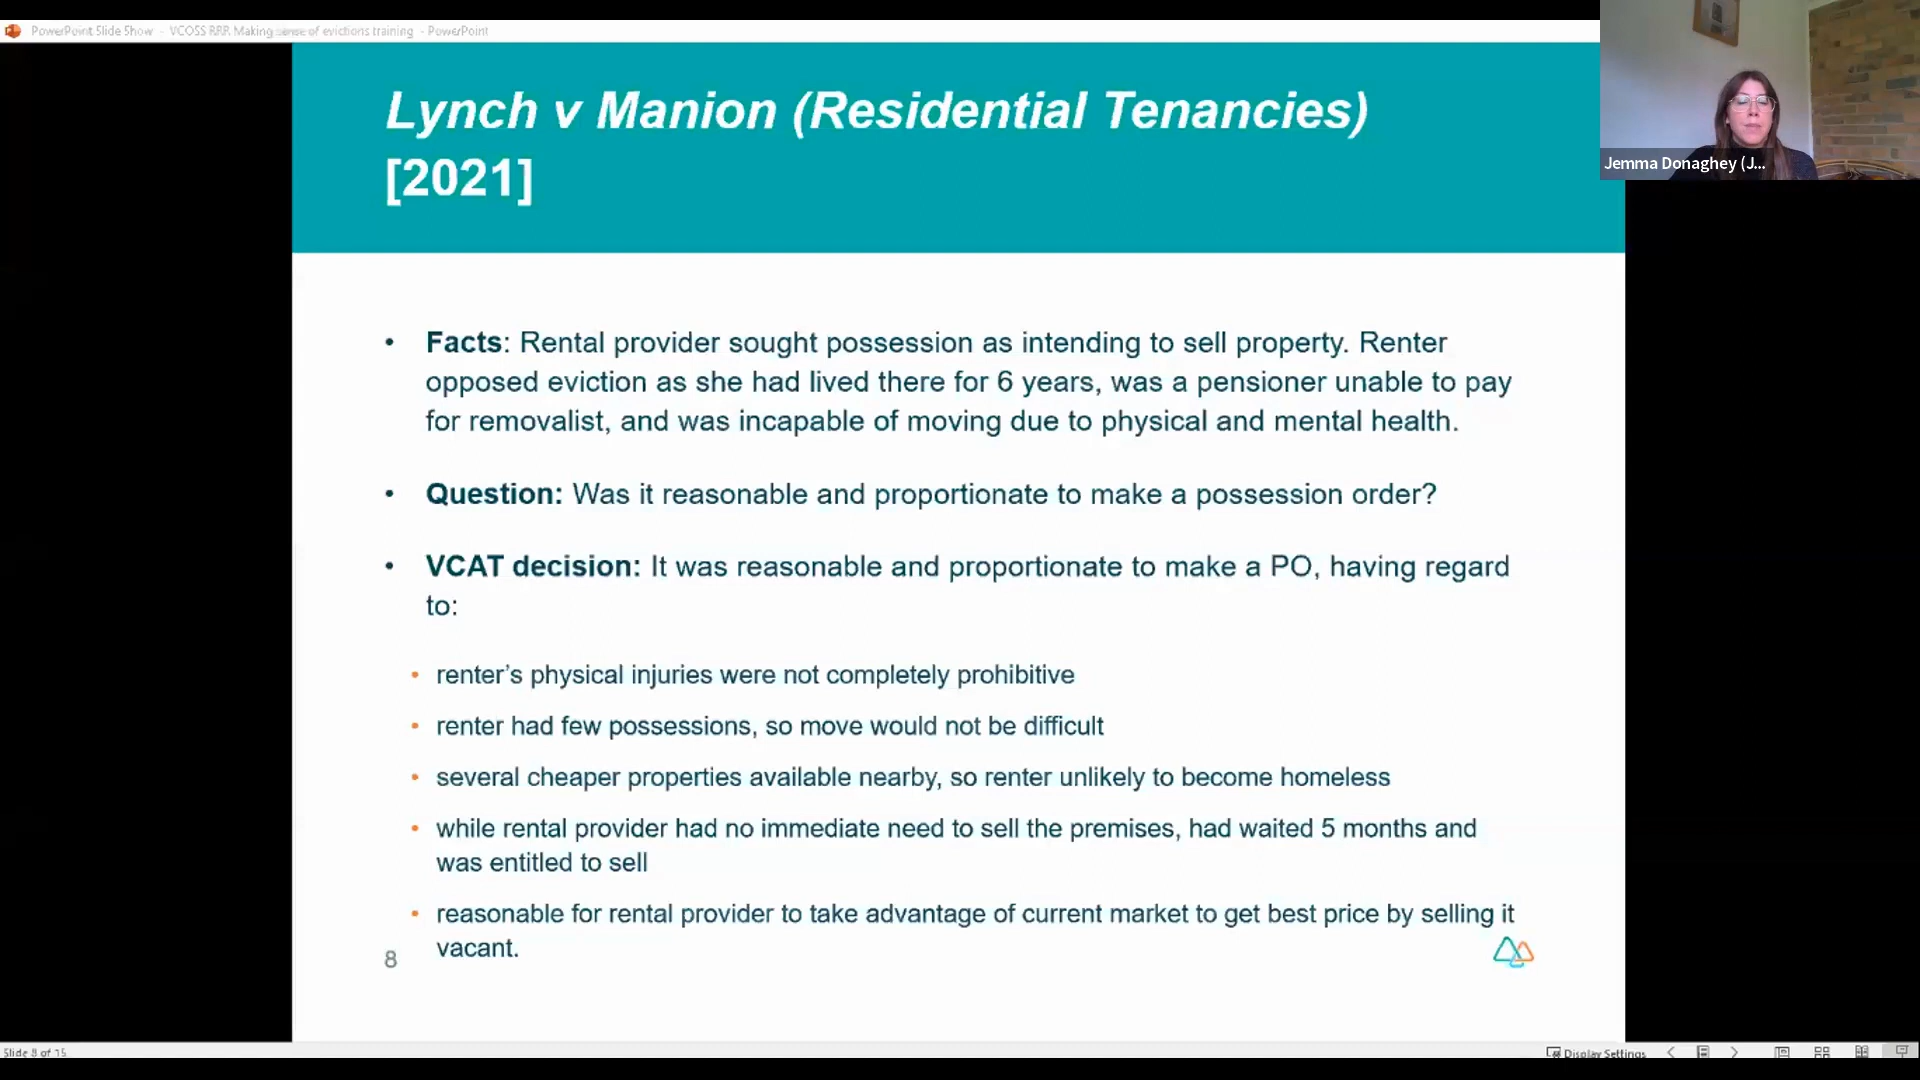 PowerPoint Slide Show - VCOSS RRR Making sense of evictions training - PowerPoint
Jemma Donaghey (J...
Lynch v Manion (Residential Tenancies)
[2021]
• Facts: Rental provider sought possession as intending to sell property. Renter
opposed eviction as she had lived there for 6 years, was a pensioner unable to pay
for removalist, and was incapable of moving due to physical and mental health.
• Question: Was it reasonable and proportionate to make a possession order?
• VCAT decision: It was reasonable and proportionate to make a PO, having regard
to:
• renter’s physical injuries were not completely prohibitive
• renter had few possessions, so move would not be difficult
• several cheaper properties available nearby, so renter unlikely to become homeless
• while rental provider had no immediate need to sell the premises, had waited 5 months and
was entitled to sell
• reasonable for rental provider to take advantage of current market to get best price by selling it
vacant.
8
Slide 8 of 15
Display Settings